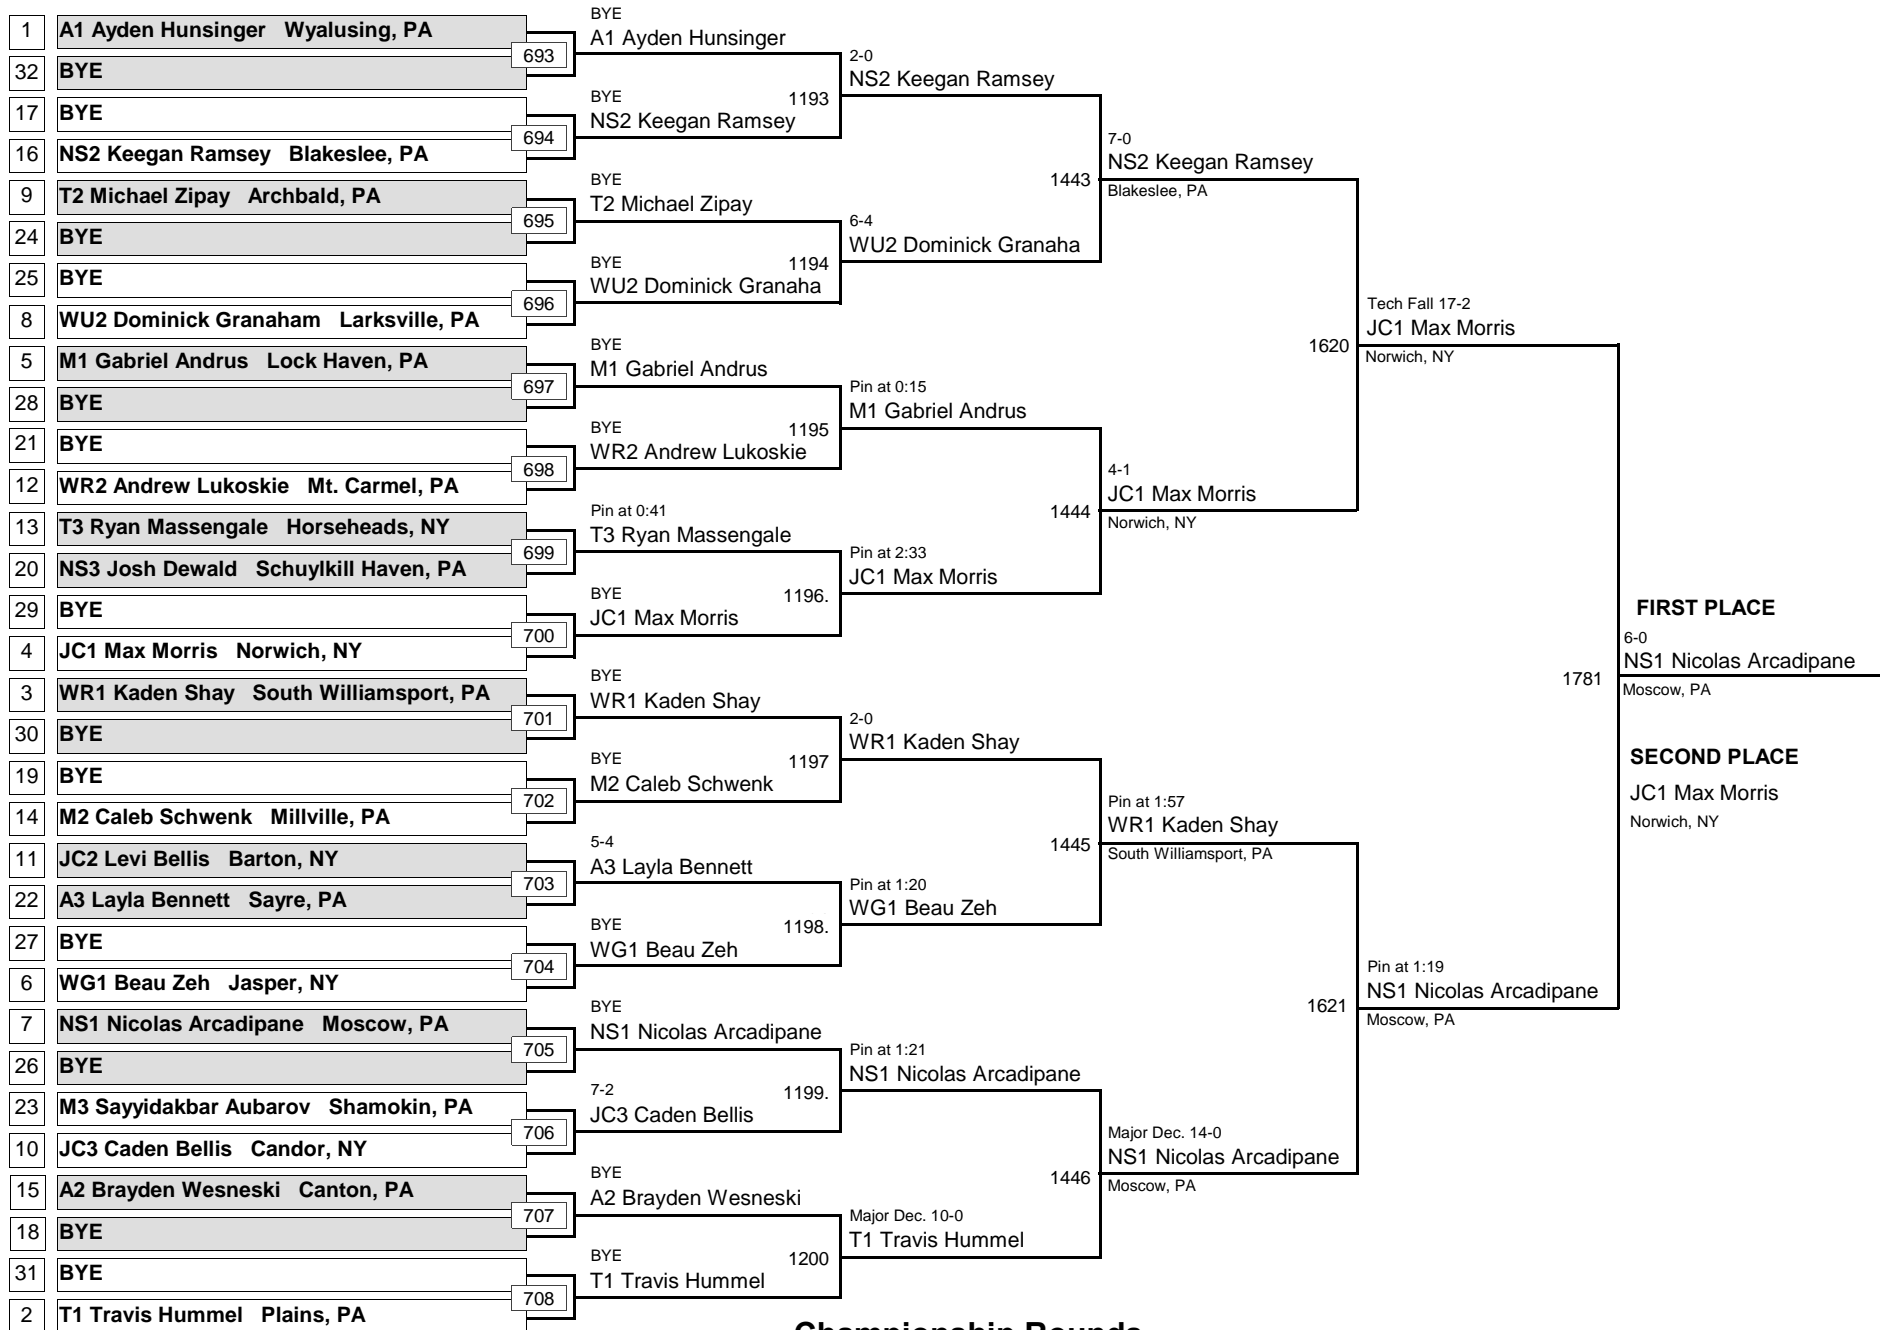 1 A1 Ayden Hunsinger Wyalusing, PA
693
32 BYE
17 BYE
694
16 NS2 Keegan Ramsey Blakeslee, PA
9 T2 Michael Zipay Archbald, PA
695
24 BYE
25 BYE
696
8 WU2 Dominick Granaham Larksville, PA
5 M1 Gabriel Andrus Lock Haven, PA
697
28 BYE
21 BYE
698
12 WR2 Andrew Lukoskie Mt. Carmel, PA
13 T3 Ryan Massengale Horseheads, NY
699
20 NS3 Josh Dewald Schuylkill Haven, PA
29 BYE
700
4 JC1 Max Morris Norwich, NY
3 WR1 Kaden Shay South Williamsport, PA
701
30 BYE
19 BYE
702
14 M2 Caleb Schwenk Millville, PA
11 JC2 Levi Bellis Barton, NY
703
22 A3 Layla Bennett Sayre, PA
27 BYE
704
6 WG1 Beau Zeh Jasper, NY
7 NS1 Nicolas Arcadipane Moscow, PA
705
26 BYE
23 M3 Sayyidakbar Aubarov Shamokin, PA
706
10 JC3 Caden Bellis Candor, NY
15 A2 Brayden Wesneski Canton, PA
707
18 BYE
31 BYE
708
2 T1 Travis Hummel Plains, PA
BYE
A1 Ayden Hunsinger
BYE 1193
NS2 Keegan Ramsey
BYE
T2 Michael Zipay
BYE 1194
WU2 Dominick Granaha
BYE
M1 Gabriel Andrus
BYE 1195
WR2 Andrew Lukoskie
Pin at 0:41
T3 Ryan Massengale
BYE 1196.
JC1 Max Morris
BYE
WR1 Kaden Shay
BYE 1197
M2 Caleb Schwenk
5-4
A3 Layla Bennett
BYE 1198.
WG1 Beau Zeh
BYE
NS1 Nicolas Arcadipane
7-2 1199.
JC3 Caden Bellis
BYE
A2 Brayden Wesneski
BYE 1200
T1 Travis Hummel
2-0
NS2 Keegan Ramsey
1443
6-4
WU2 Dominick Granaha
Pin at 0:15
M1 Gabriel Andrus
1444
Pin at 2:33
JC1 Max Morris
2-0
WR1 Kaden Shay
1445
Pin at 1:20
WG1 Beau Zeh
Pin at 1:21
NS1 Nicolas Arcadipane
1446
Major Dec. 10-0
T1 Travis Hummel
7-0
NS2 Keegan Ramsey
Blakeslee, PA
1620
4-1
JC1 Max Morris
Norwich, NY
Pin at 1:57
WR1 Kaden Shay
South Williamsport, PA
1621
Major Dec. 14-0
NS1 Nicolas Arcadipane
Moscow, PA
Tech Fall 17-2
JC1 Max Morris
Norwich, NY
1781
Pin at 1:19
NS1 Nicolas Arcadipane
Moscow, PA
FIRST PLACE
6-0
NS1 Nicolas Arcadipane
Moscow, PA
SECOND PLACE
JC1 Max Morris
Norwich, NY
Championship Rounds